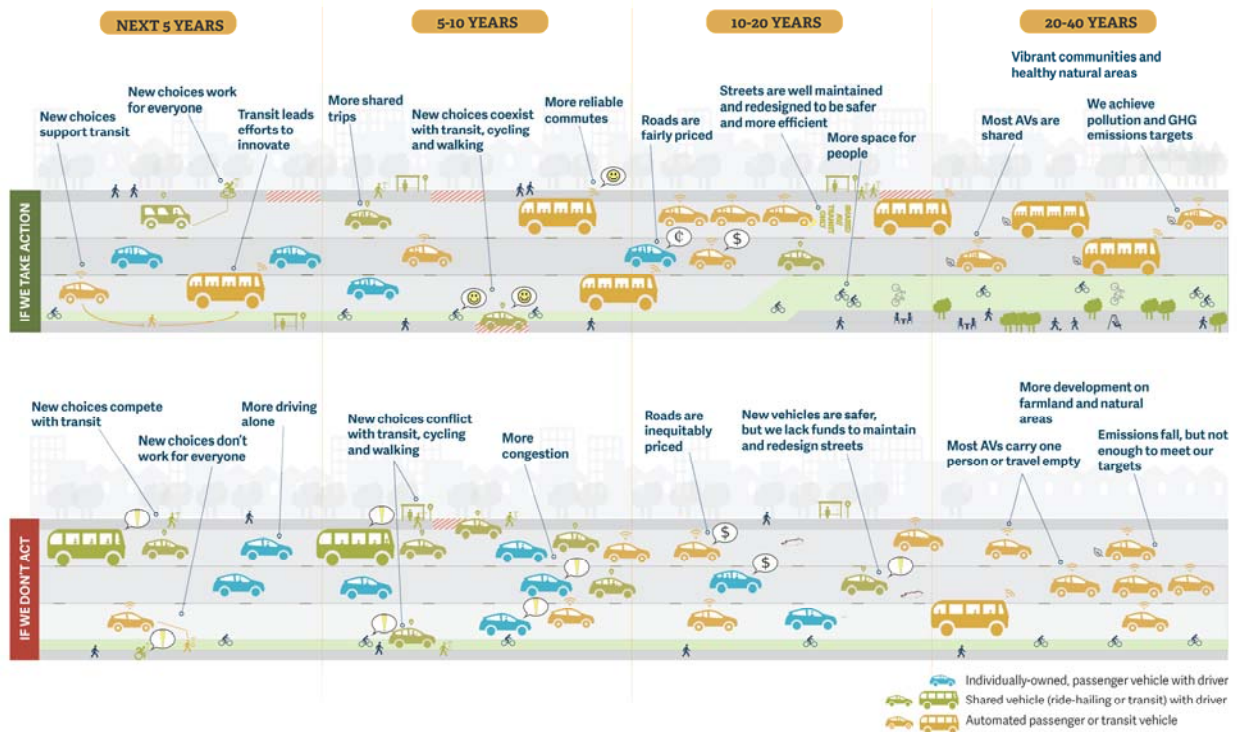 NEXT 5 YEARS
5-10 YEARS
10-20 YEARS
20-40 YEARS
IF WE TAKE ACTION
New choices
support transit
New choices work
for everyone
Transit leads
efforts to
innovate
More shared
trips
New choices coexist
with transit, cycling
and walking
More reliable
commutes
Roads are
fairly priced
Streets are well maintained
and redesigned to be safer
and more efficient
More space for
people
Vibrant communities and
healthy natural areas
Most AVs are
shared
We achieve
pollution and GHG
emissions targets
¢
$
SHARED
AV
TRANSIT
ONLY
IF WE DON'T ACT
New choices compete
with transit
New choices don't
work for everyone
More driving
alone
New choices conflict
with transit, cycling
and walking
More
congestion
Roads are
inequitably
priced
New vehicles are safer,
but we lack funds to maintain
and redesign streets
More development on
farmland and natural
areas
Most AVs carry one
person or travel empty
Emissions fall, but not
enough to meet our
targets
!
!
!
!
!
!
$
$
!
Individually-owned, passenger vehicle with driver
Shared vehicle (ride-hailing or transit) with driver
Automated passenger or transit vehicle